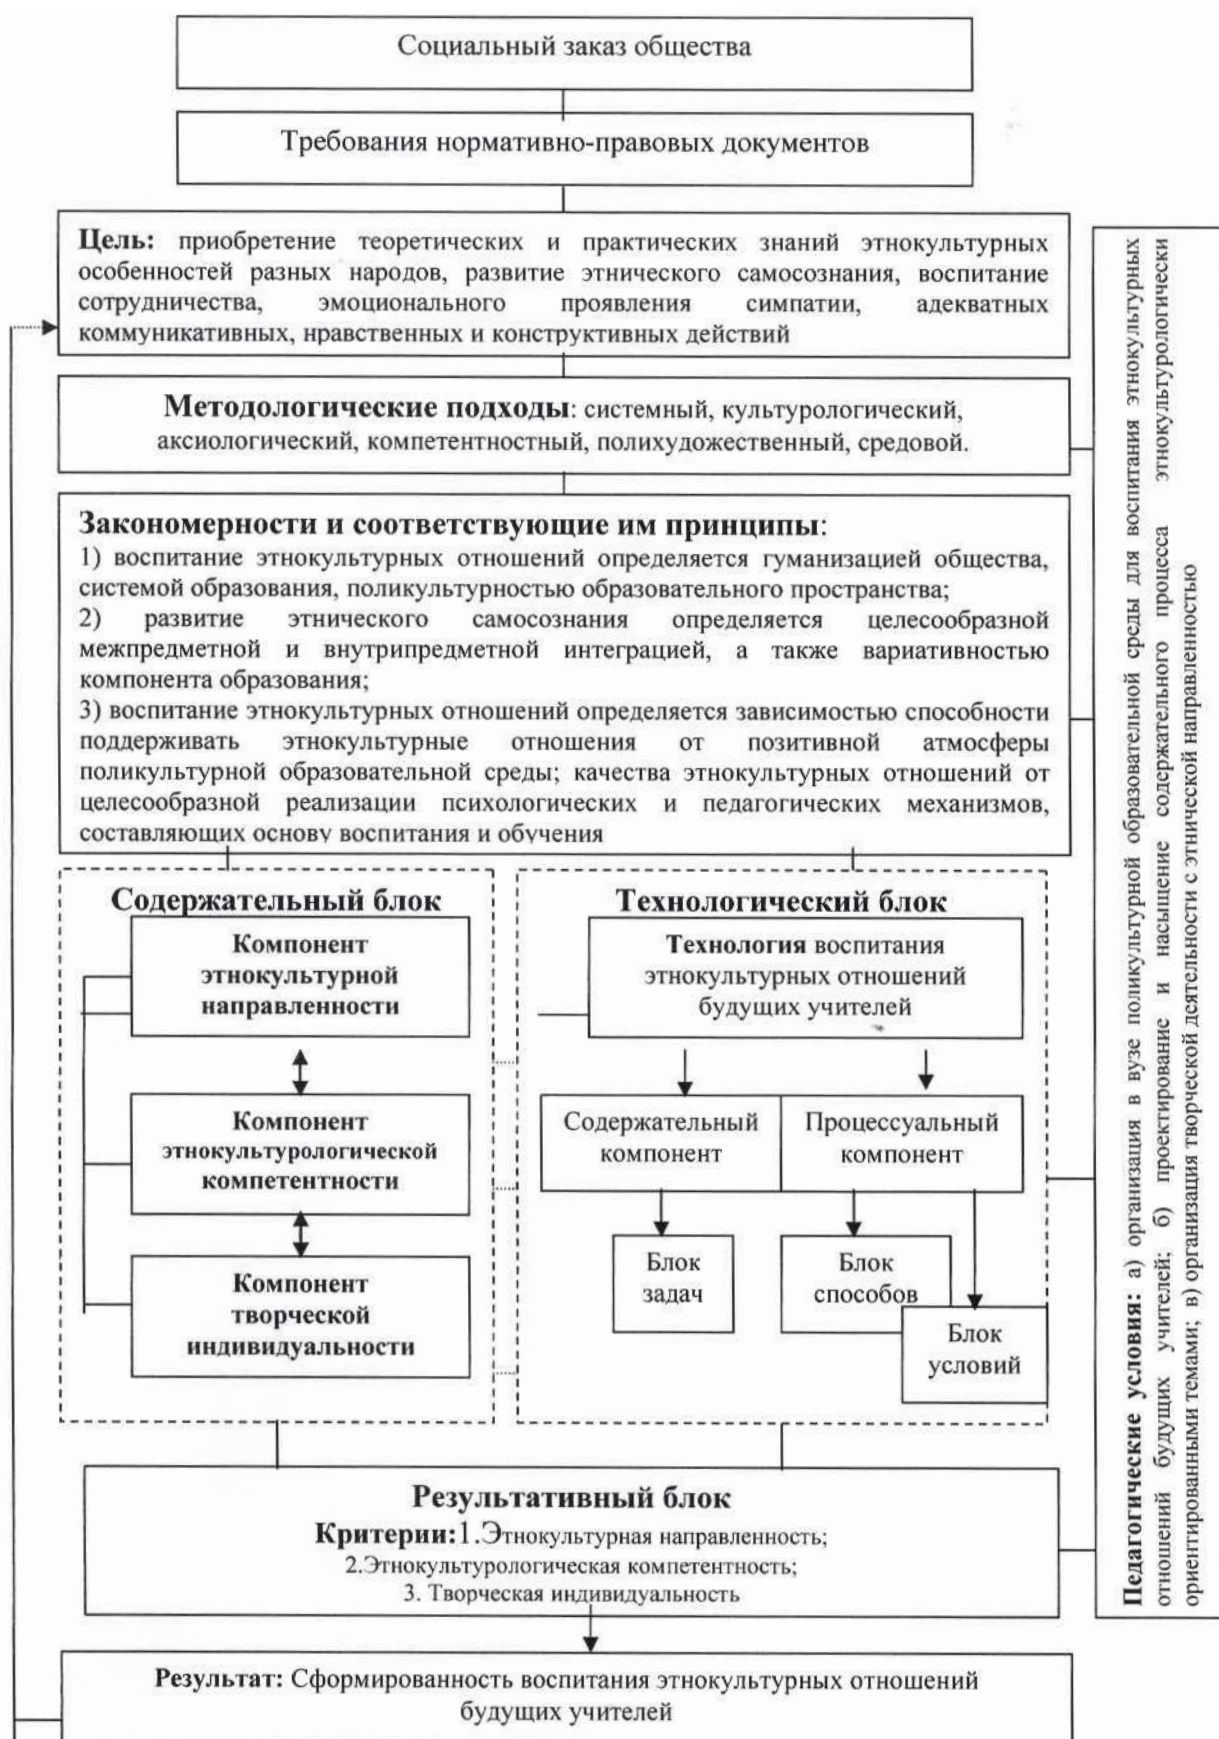 Социальный заказ общества
Требования нормативно-правовых документов
Цель: приобретение теоретических и практических знаний этнокультурных
особенностей разных народов, развитие этнического самосознания, воспитание
сотрудничества, эмоционального проявления симпатии, адекватных
коммуникативных, нравственных и конструктивных действий
Методологические подходы: системный, культурологический,
аксиологический, компетентностный, полихудожественный, средовой.
Закономерности и соответствующие им принципы:
1) воспитание этнокультурных отношений определяется гуманизацией общества,
системой образования, поликультурностью образовательного пространства;
2) развитие этнического самосознания определяется целесообразной
межпредметной и внутрипредметной интеграцией, а также вариативностью
компонента образования;
3) воспитание этнокультурных отношений определяется зависимостью способности
поддерживать этнокультурные отношения от позитивной атмосферы
поликультурной образовательной среды; качества этнокультурных отношений от
целесообразной реализации психологических и педагогических механизмов,
составляющих основу воспитания и обучения
Содержательный блок
Компонент
этнокультурной
направленности
Компонент
этнокультурологической
компетентности
Компонент
творческой
индивидуальности
Технологический блок
Технология воспитания
этнокультурных отношений
будущих учителей
Содержательный
компонент
Процессуальный
компонент
Блок
задач
Блок
способов
Блок
условий
Результативный блок
Критерии:1.Этнокультурная направленность;
2.Этнокультурологическая компетентность;
3. Творческая индивидуальность
Результат: Сформированность воспитания этнокультурных отношений
будущих учителей
Педагогические условия: а) организация в вузе поликультурной образовательной среды для воспитания этнокультурных
отношений будущих учителей; б) проектирование и насыщение содержательного процесса этнокультурологически
ориентированными темами; в) организация творческой деятельности с этнической направленностью